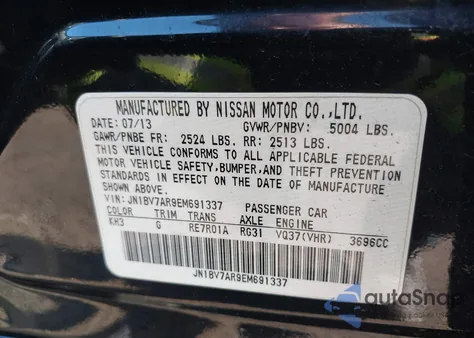 MANUFACTURED BY NISSAN MOTOR CO.,LTD.
DATE: 07/13 GVWR/PNBV: 5004 LBS.
GAWR/PNBE FR: 2524 LBS. RR: 2513 LBS.
THIS VEHICLE CONFORMS TO ALL APPLICABLE FEDERAL
MOTOR VEHICLE SAFETY,BUMPER,AND THEFT PREVENTION
STANDARDS IN EFFECT ON THE DATE OF MANUFACTURE
SHOWN ABOVE.
VIN: JN1BV7AR9EM691337 PASSENGER CAR
COLOR TRIM TRANS AXLE ENGINE
KH3 G RE7R01A RG31 VQ37(VHR) 3696CC
JN1BV7AR9EM691337
autoSnap